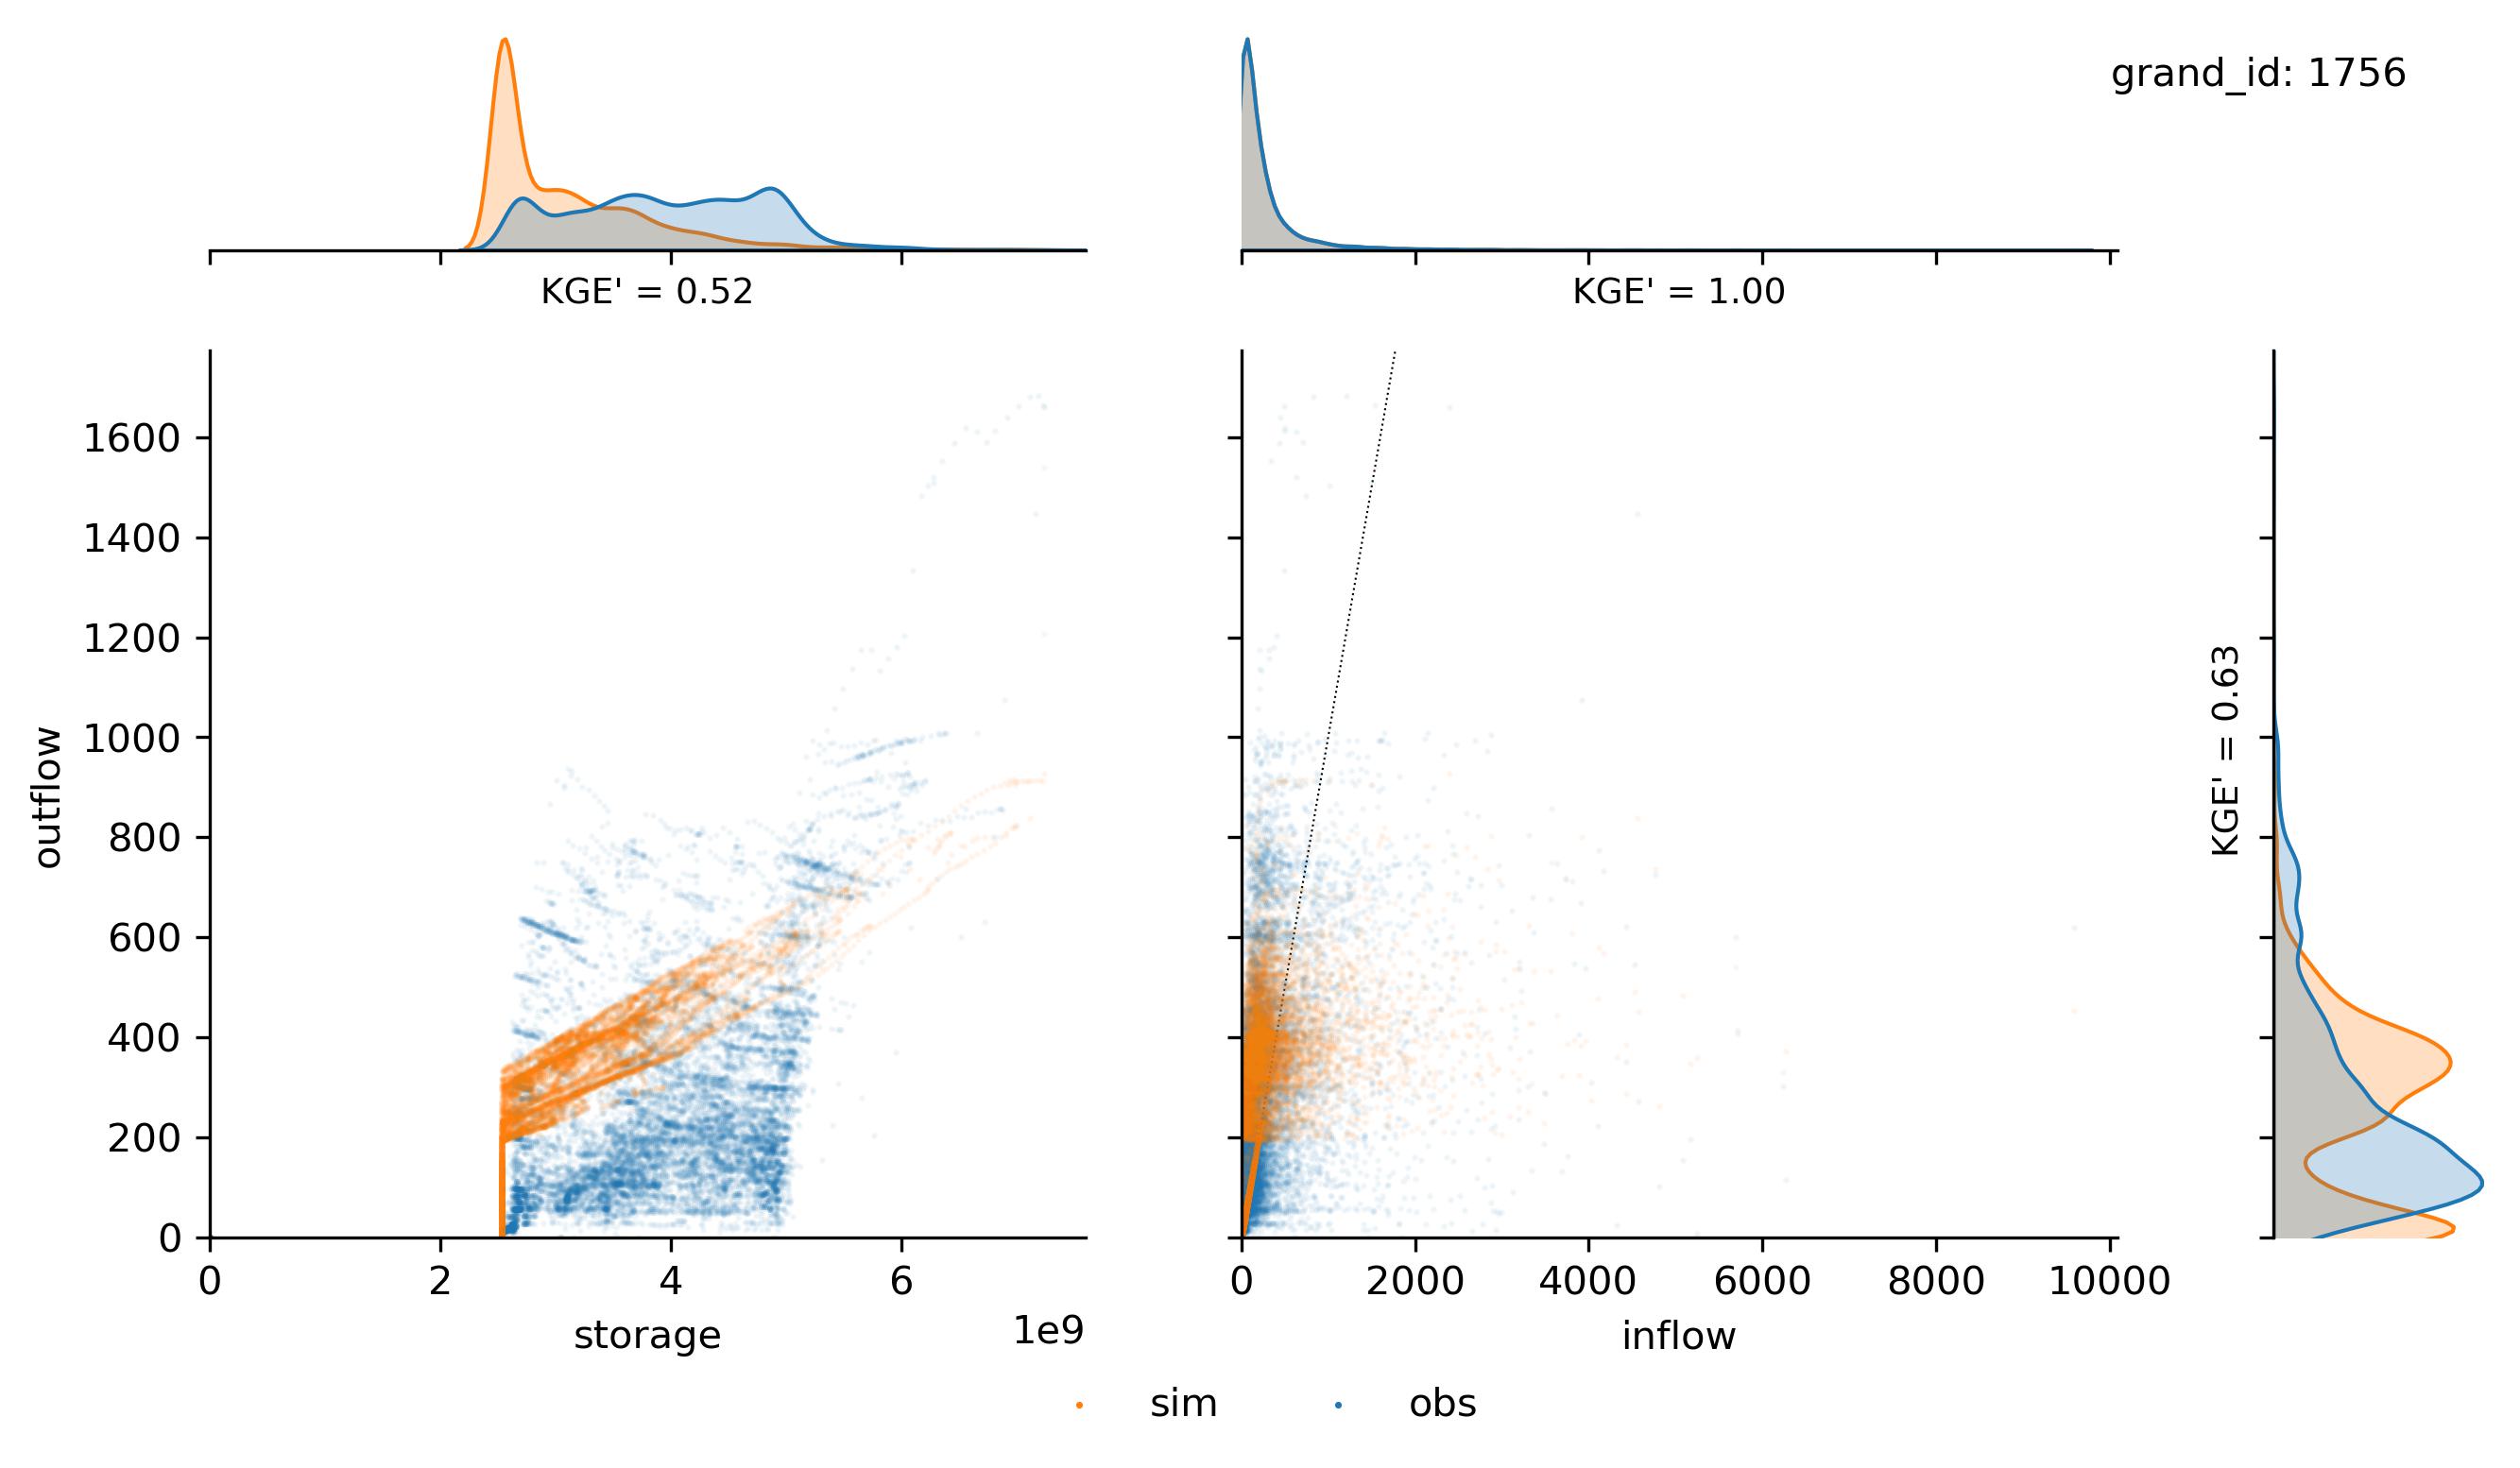 grand_id: 1756
KGE' = 0.52
KGE' = 1.00
outflow
1600
1400
1200
1000
800
600
400
200
0
KGE' = 0.63
0 2 4 6
0 2000 4000 6000 8000 10000
storage 1e9
inflow
sim obs